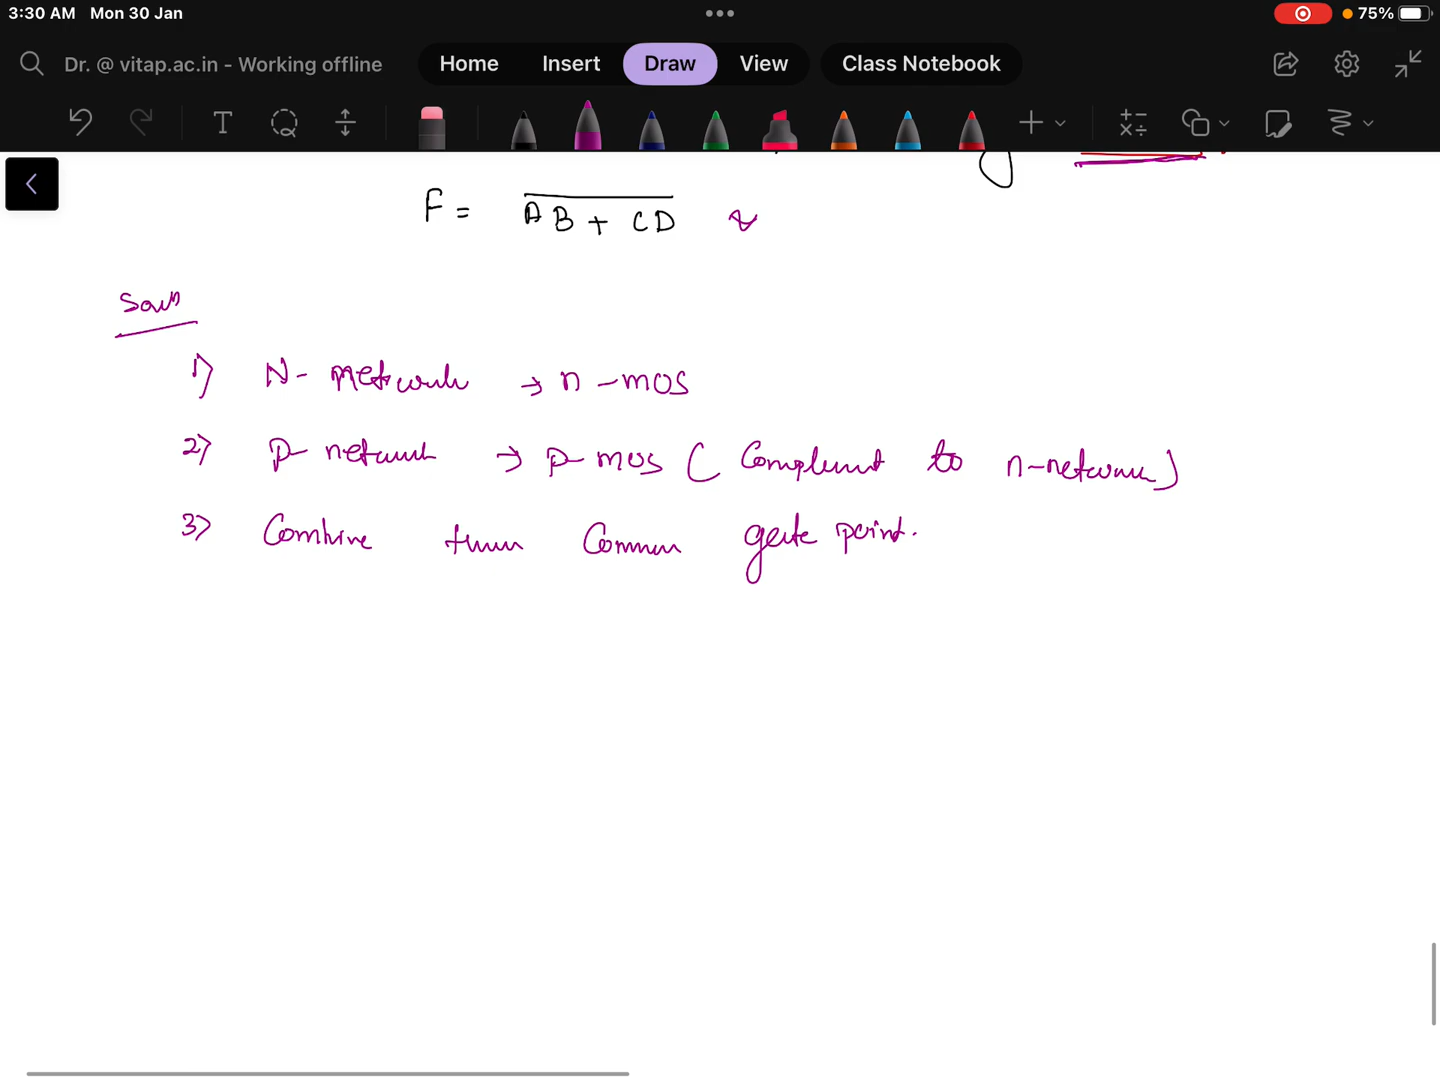 3:30 AM Mon 30 Jan
75%
Dr. @ vitap.ac.in - Working offline
Home Insert Draw View Class Notebook
F = \overline{AB + CD}
Soln
1) N- network → n-mos
2) P- network → p-mos ( Complement to n-network)
3) Combine them Common gate point.